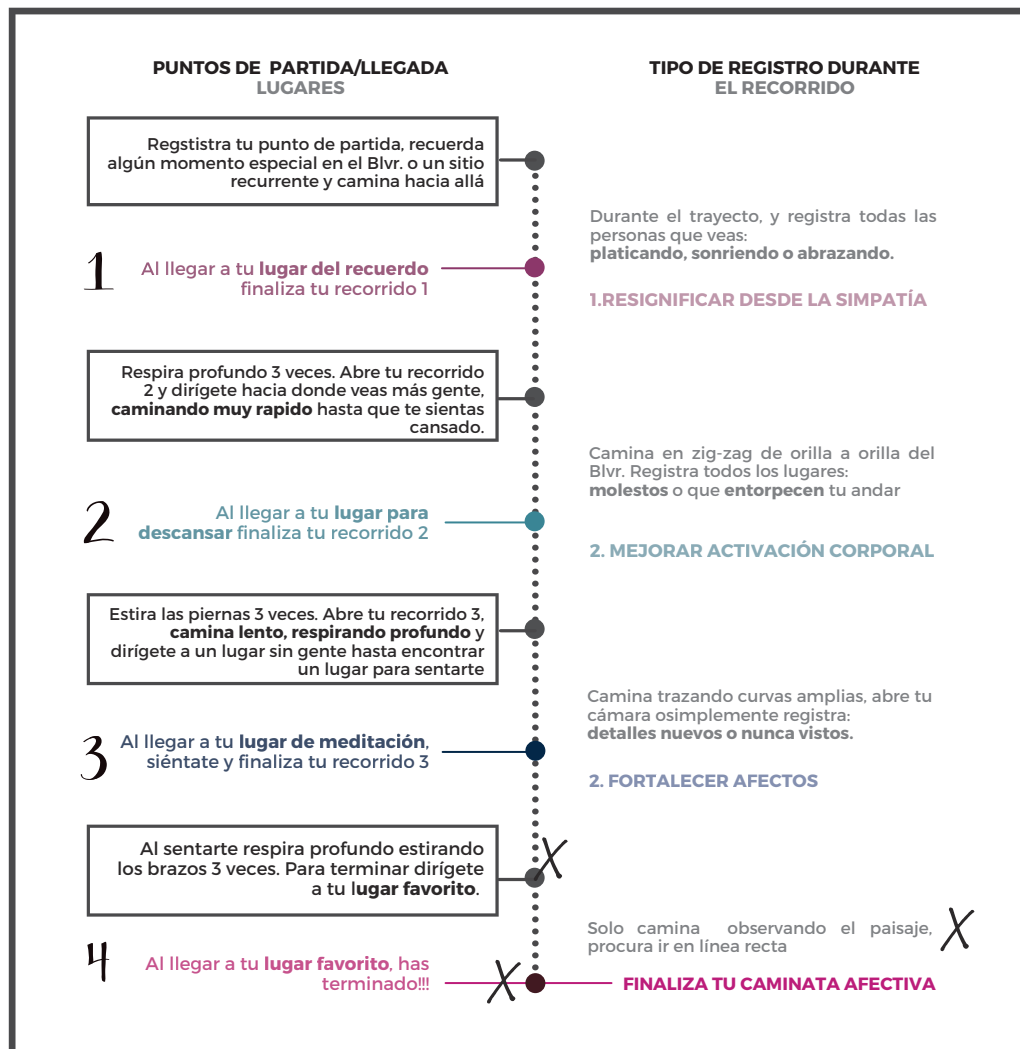 PUNTOS DE PARTIDA/LLEGADA
LUGARES
TIPO DE REGISTRO DURANTE
EL RECORRIDO
Regstistra tu punto de partida, recuerda
algún momento especial en el Blvr. o un sitio
recurrente y camina hacia allá
Durante el trayecto, y registra todas las
personas que veas:
platicando, sonriendo o abrazando.
1
Al llegar a tu lugar del recuerdo
finaliza tu recorrido 1
1.RESIGNIFICAR DESDE LA SIMPATÍA
Respira profundo 3 veces. Abre tu recorrido
2 y dirígete hacia donde veas más gente,
caminando muy rapido hasta que te sientas
cansado.
Camina en zig-zag de orilla a orilla del
Blvr. Registra todos los lugares:
molestos o que entorpecen tu andar
2
Al llegar a tu lugar para
descansar finaliza tu recorrido 2
2. MEJORAR ACTIVACIÓN CORPORAL
Estira las piernas 3 veces. Abre tu recorrido 3,
camina lento, respirando profundo y
dirígete a un lugar sin gente hasta encontrar
un lugar para sentarte
Camina trazando curvas amplias, abre tu
cámara osimplemente registra:
detalles nuevos o nunca vistos.
3
Al llegar a tu lugar de meditación,
siéntate y finaliza tu recorrido 3
2. FORTALECER AFECTOS
Al sentarte respira profundo estirando
los brazos 3 veces. Para terminar dirígete
a tu lugar favorito.
X
Solo camina observando el paisaje,
procura ir en línea recta
X
4
Al llegar a tu lugar favorito, has
terminado!!!
X
FINALIZA TU CAMINATA AFECTIVA